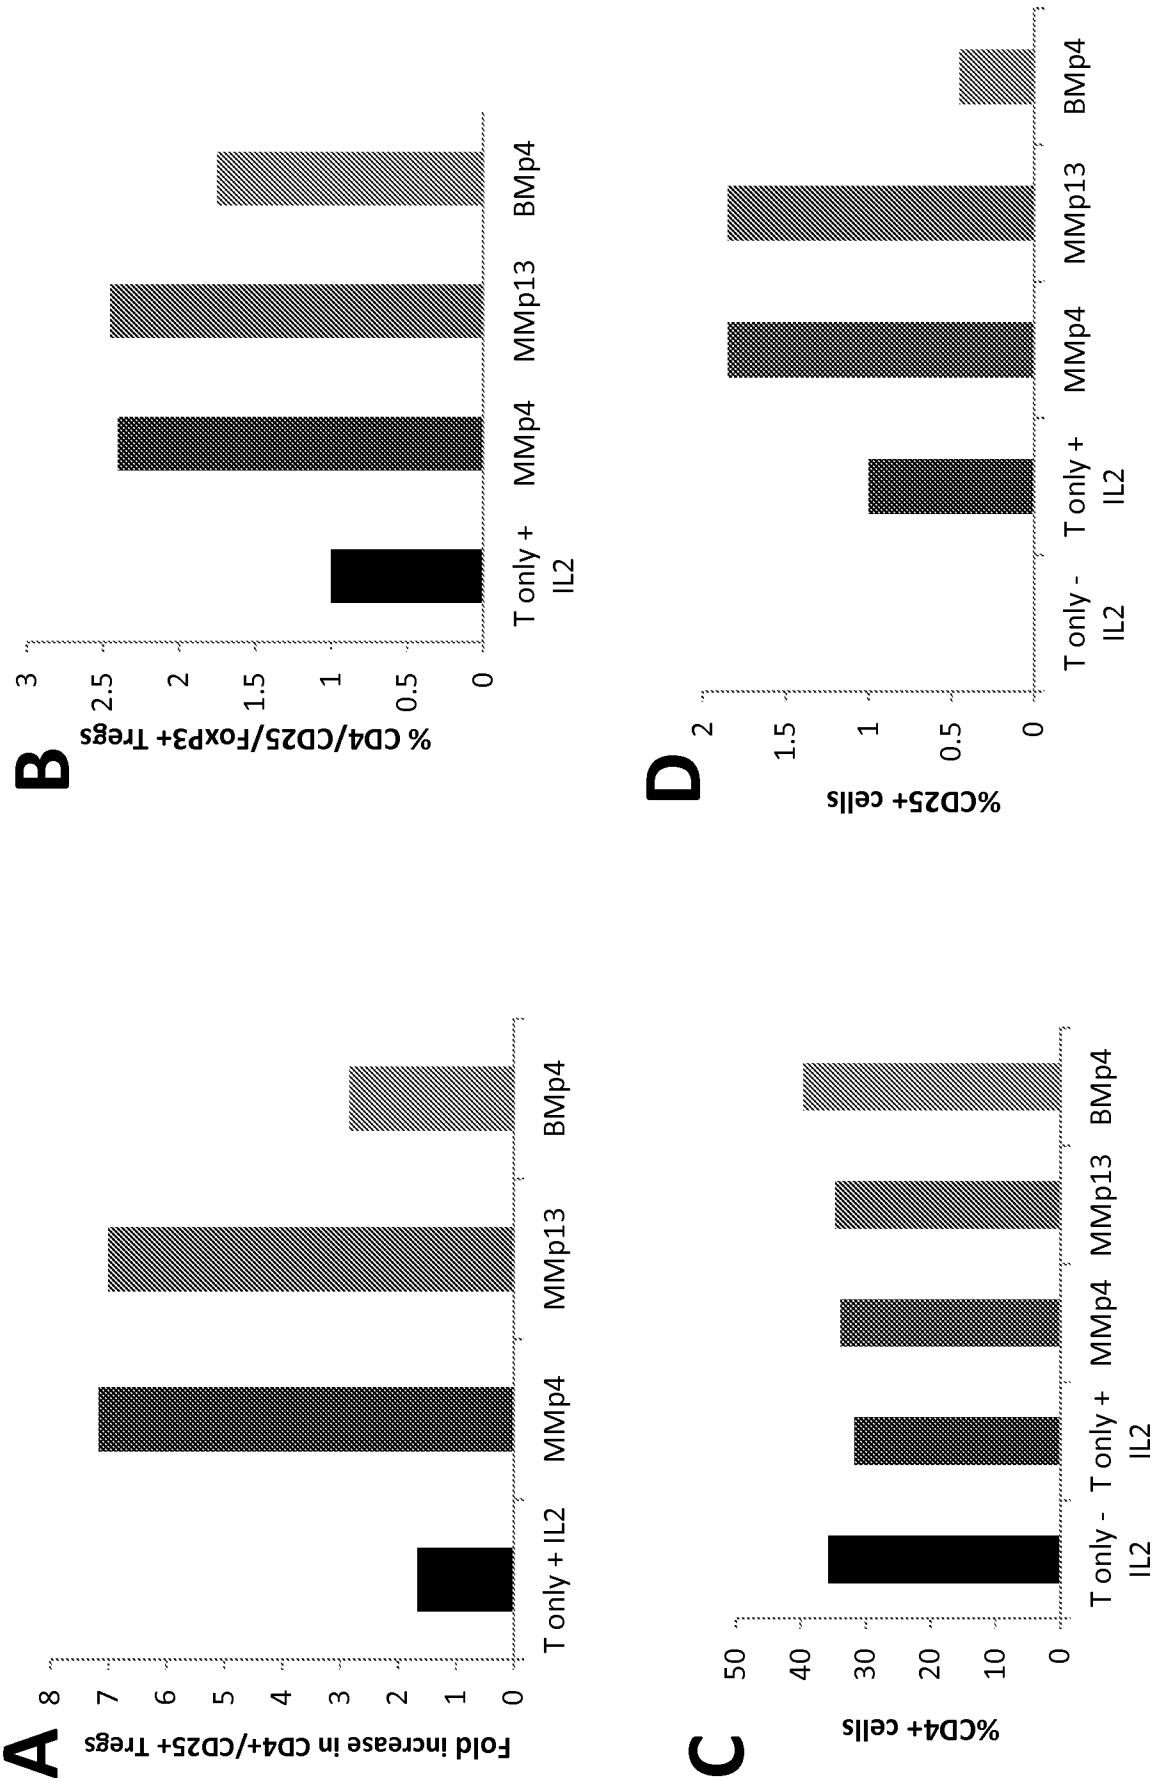 A
Fold increase in CD4+/CD25+ Tregs
8
7
6
5
4
3
2
1
0
T only + IL2
MMp4
MMp13
BMp4
B
% CD4/CD25/FoxP3+ Tregs
3
2.5
2
1.5
1
0.5
0
T only +
IL2
MMp4
MMp13
BMp4
C
%CD4+ cells
50
40
30
20
10
0
T only -
IL2
T only +
IL2
MMp4
MMp13
BMp4
D
%CD25+ cells
2
1.5
1
0.5
0
T only -
IL2
T only +
IL2
MMp4
MMp13
BMp4